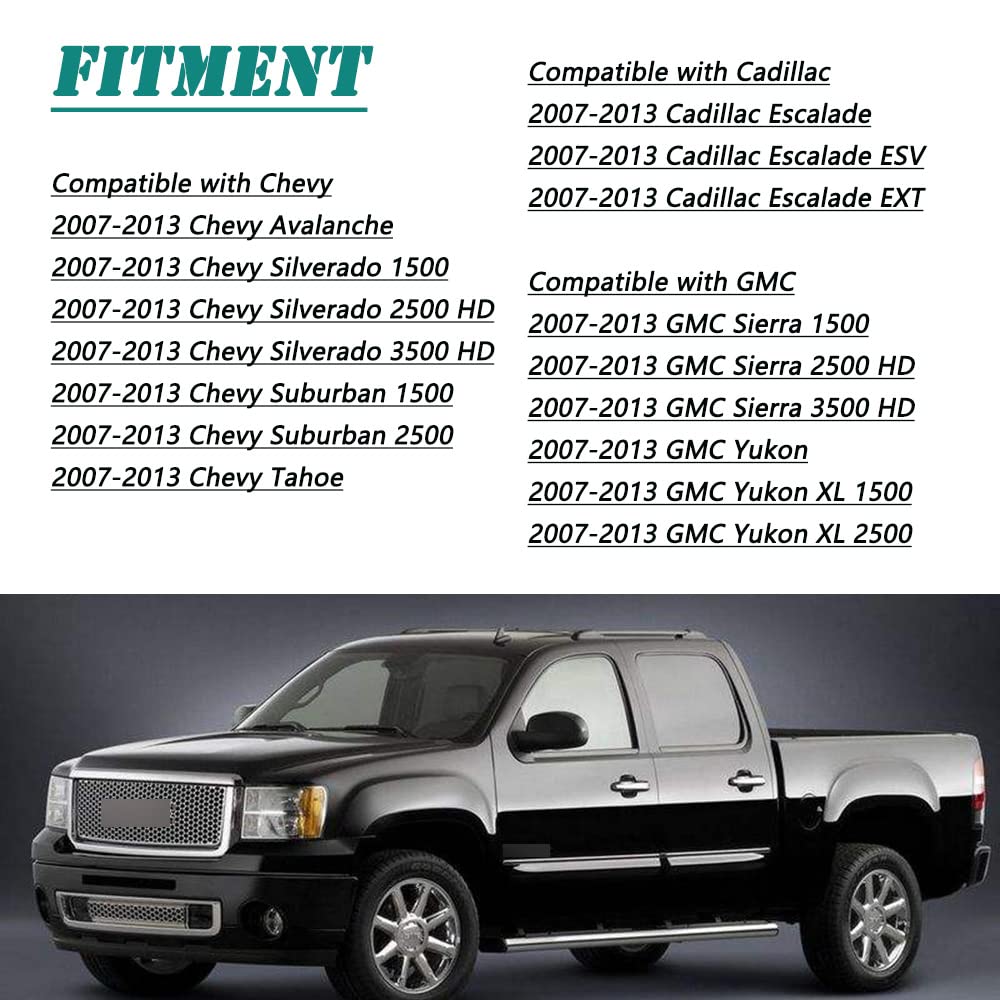 FITMENT
Compatible with Chevy
2007-2013 Chevy Avalanche
2007-2013 Chevy Silverado 1500
2007-2013 Chevy Silverado 2500 HD
2007-2013 Chevy Silverado 3500 HD
2007-2013 Chevy Suburban 1500
2007-2013 Chevy Suburban 2500
2007-2013 Chevy Tahoe
Compatible with Cadillac
2007-2013 Cadillac Escalade
2007-2013 Cadillac Escalade ESV
2007-2013 Cadillac Escalade EXT
Compatible with GMC
2007-2013 GMC Sierra 1500
2007-2013 GMC Sierra 2500 HD
2007-2013 GMC Sierra 3500 HD
2007-2013 GMC Yukon
2007-2013 GMC Yukon XL 1500
2007-2013 GMC Yukon XL 2500